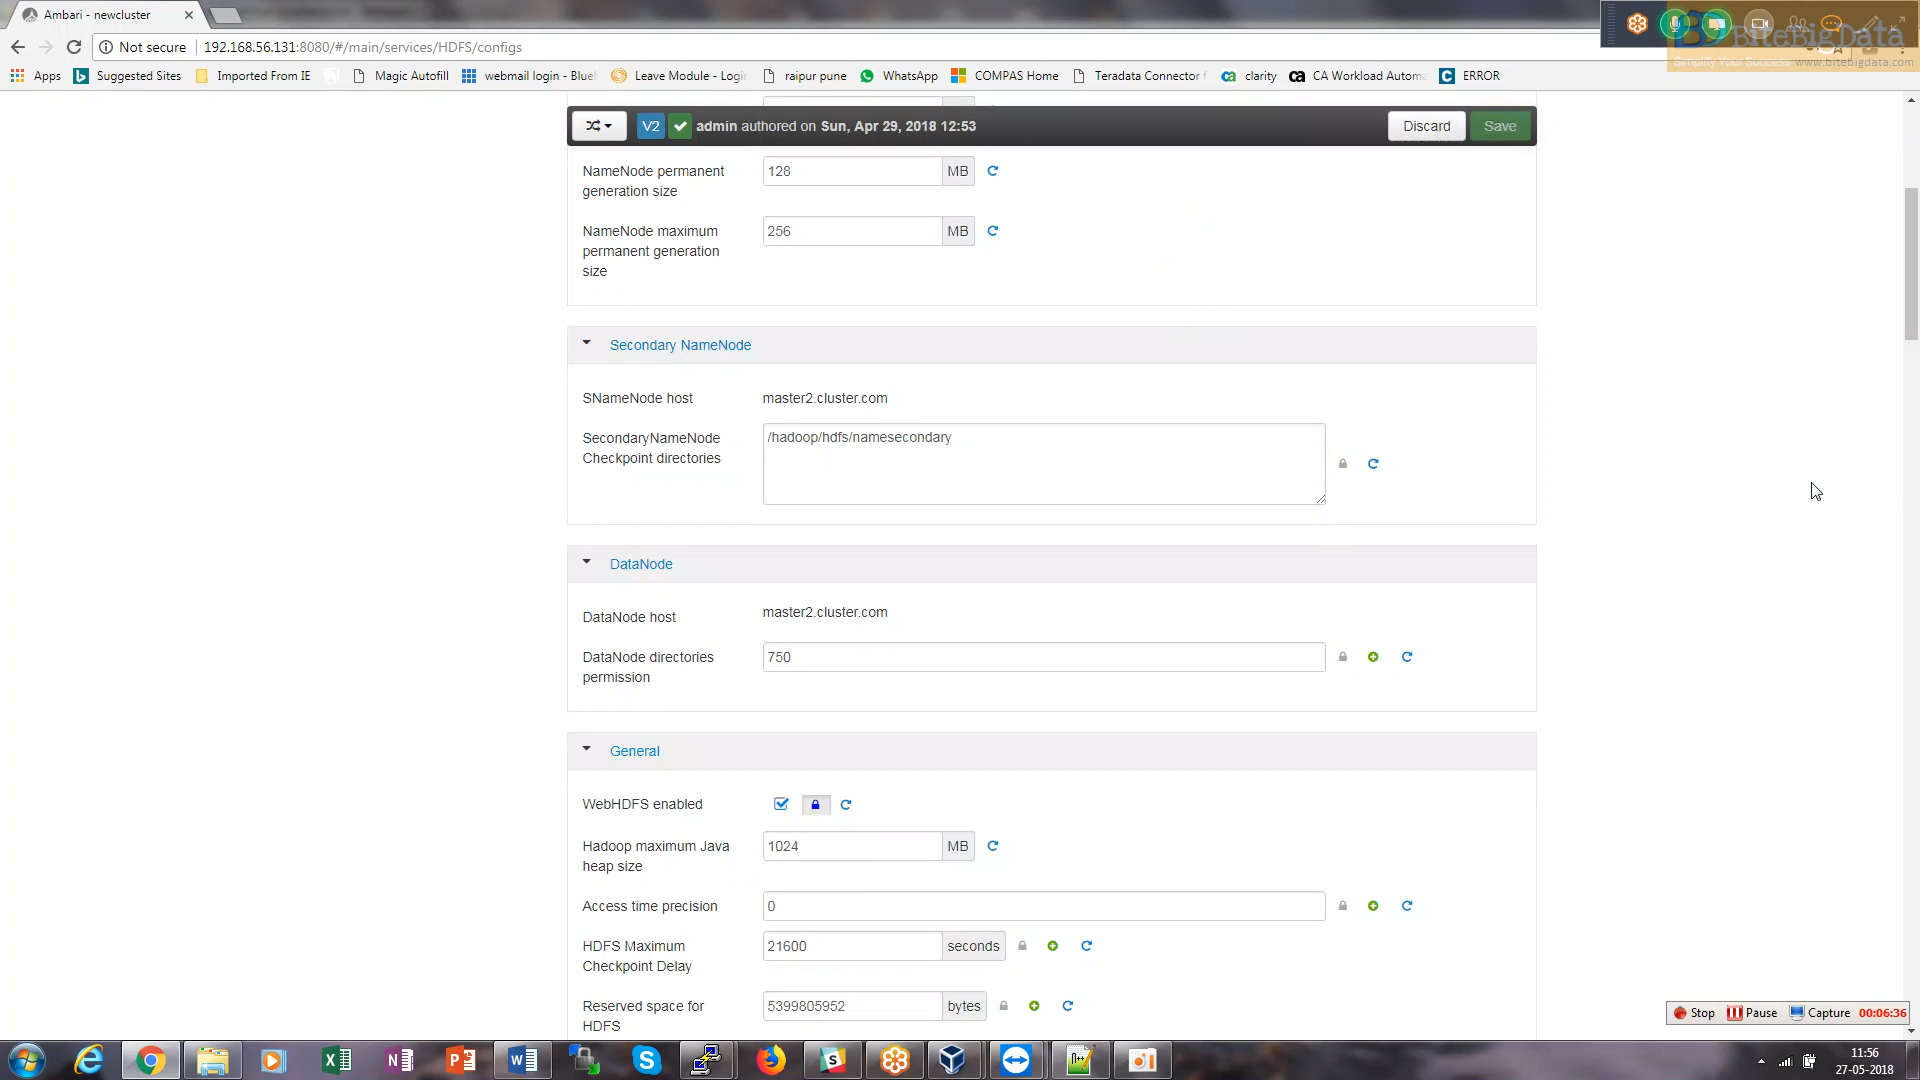 Ambari - newcluster
Not secure
192.168.56.131:8080/#/main/services/HDFS/configs
BiteBigData
Simplify Your Success
www.bitebigdata.com
Apps
Suggested Sites
Imported From IE
Magic Autofill
webmail login - Blue
Leave Module - Logi
raipur pune
WhatsApp
COMPAS Home
Teradata Connector f
clarity
CA Workload Autom
ERROR
V2
admin authored on Sun, Apr 29, 2018 12:53
Discard
Save
NameNode permanent
generation size
128
MB
NameNode maximum
permanent generation
size
256
MB
Secondary NameNode
SNameNode host
master2.cluster.com
SecondaryNameNode
Checkpoint directories
/hadoop/hdfs/namesecondary
DataNode
DataNode host
master2.cluster.com
DataNode directories
permission
750
General
WebHDFS enabled
Hadoop maximum Java
heap size
1024
MB
Access time precision
0
HDFS Maximum
Checkpoint Delay
21600
seconds
Reserved space for
HDFS
5399805952
bytes
Stop
Pause
Capture
00:06:36
11:56
27-05-2018